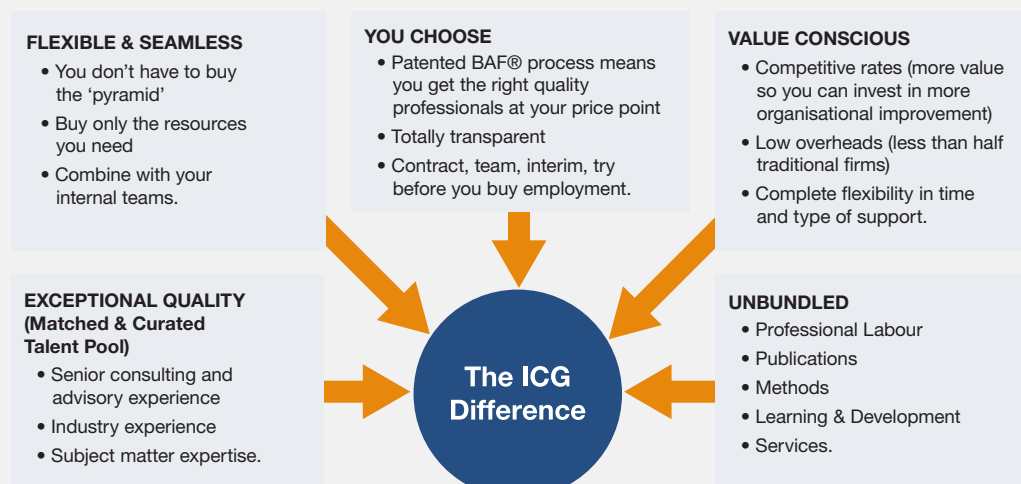 FLEXIBLE & SEAMLESS
• You don’t have to buy
the ‘pyramid’
• Buy only the resources
you need
• Combine with your
internal teams.
YOU CHOOSE
• Patented BAF® process means
you get the right quality
professionals at your price point
• Totally transparent
• Contract, team, interim, try
before you buy employment.
VALUE CONSCIOUS
• Competitive rates (more value
so you can invest in more
organisational improvement)
• Low overheads (less than half
traditional firms)
• Complete flexibility in time
and type of support.
EXCEPTIONAL QUALITY
(Matched & Curated
Talent Pool)
• Senior consulting and
advisory experience
• Industry experience
• Subject matter expertise.
The ICG
Difference
UNBUNDLED
• Professional Labour
• Publications
• Methods
• Learning & Development
• Services.